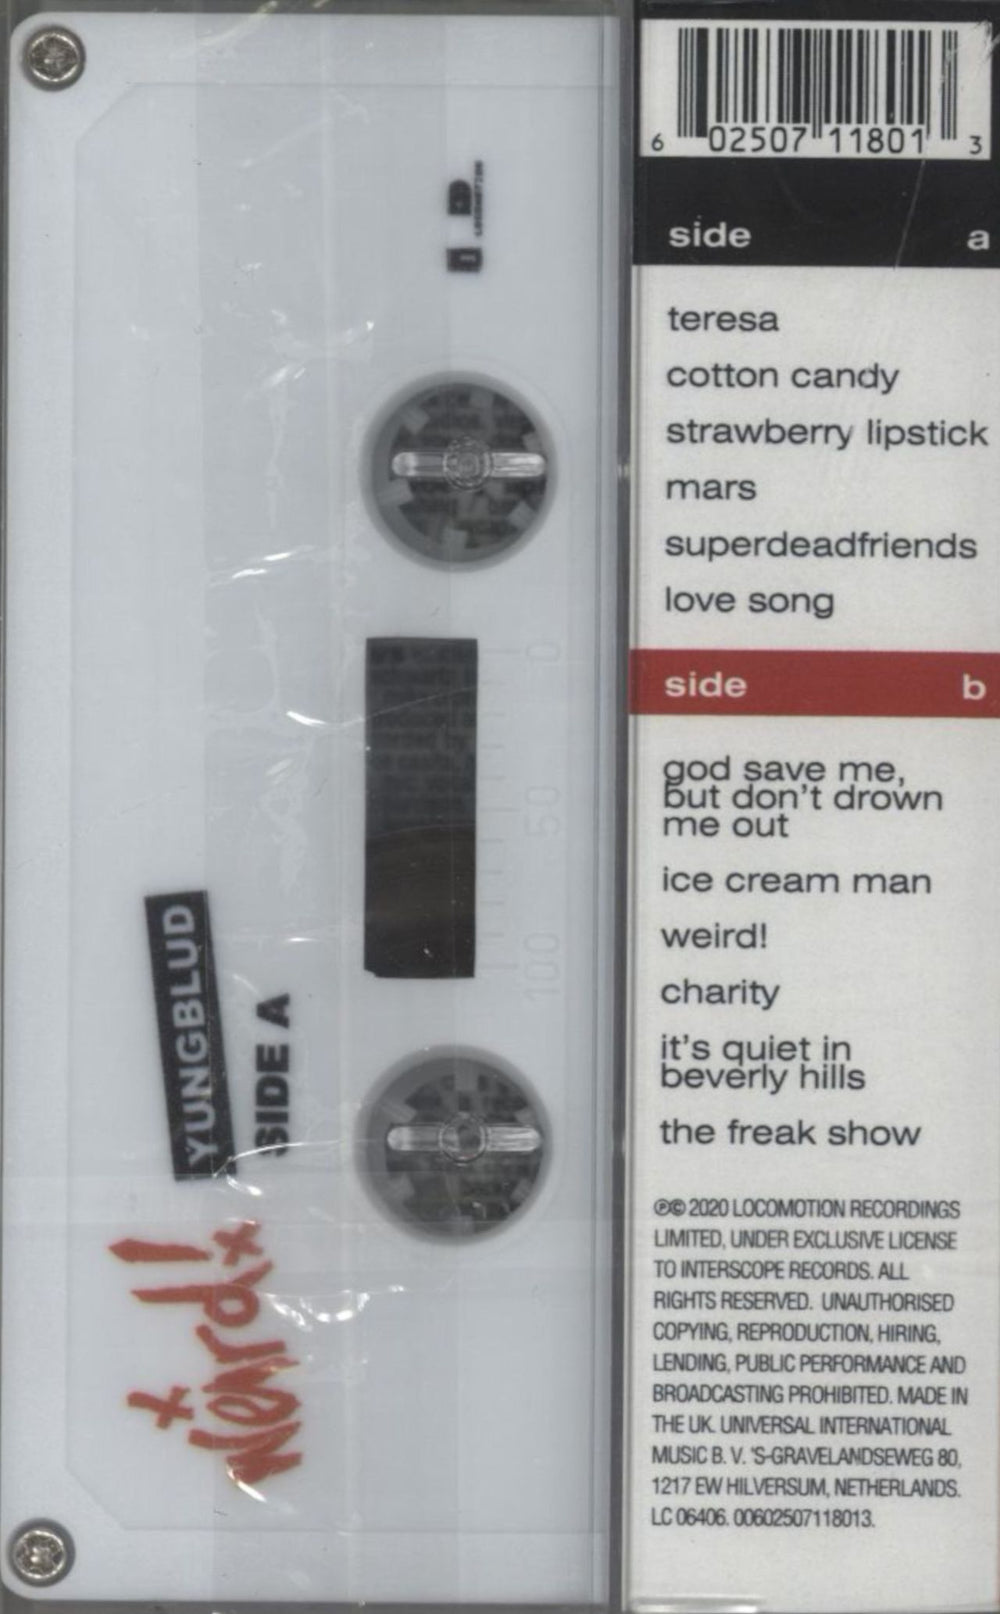 6 02507 11801 3
side a
teresa
cotton candy
strawberry lipstick
mars
superdeadfriends
love song
side b
god save me,
but don't drown
me out
ice cream man
weird!
charity
it's quiet in
beverly hills
the freak show
℗© 2020 LOCOMOTION RECORDINGS
LIMITED, UNDER EXCLUSIVE LICENSE
TO INTERSCOPE RECORDS. ALL
RIGHTS RESERVED. UNAUTHORISED
COPYING, REPRODUCTION, HIRING,
LENDING, PUBLIC PERFORMANCE AND
BROADCASTING PROHIBITED. MADE IN
THE UK. UNIVERSAL INTERNATIONAL
MUSIC B. V. 'S-GRAVELANDSEWEG 80,
1217 EW HILVERSUM, NETHERLANDS.
LC 06406. 00602507118013.
weird!
YUNGBLUD
SIDE A
100 50 0
LOCOMOTION